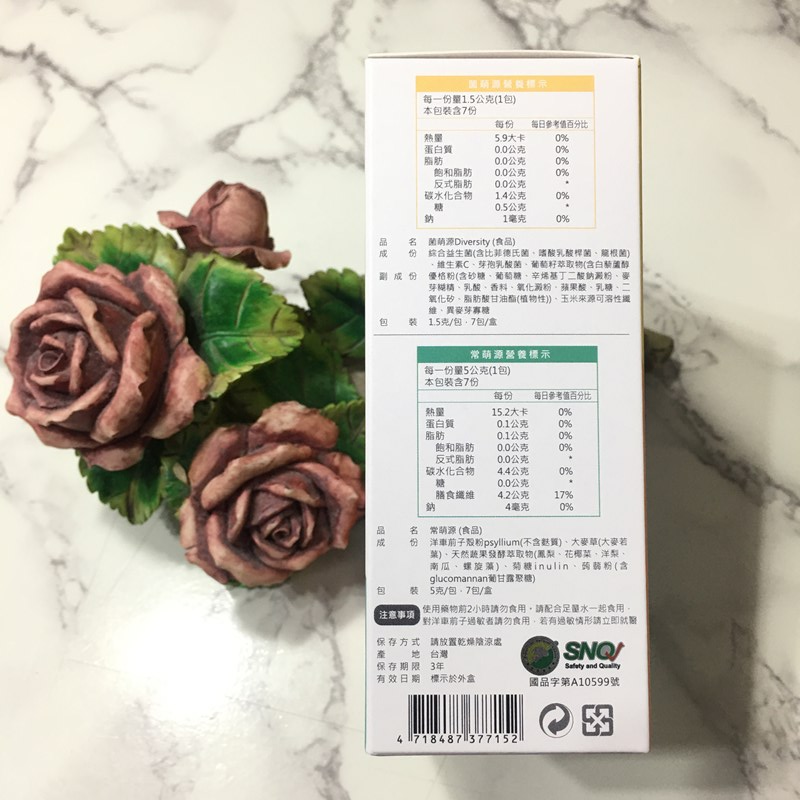 菌萌源營養標示
每一份量1.5公克(1包)
本包裝含7份
每份 每日參考值百分比
熱量 5.9大卡 0%
蛋白質 0.0公克 0%
脂肪 0.0公克 0%
飽和脂肪 0.0公克 0%
反式脂肪 0.0公克 *
碳水化合物 1.4公克 0%
糖 0.5公克 *
鈉 1毫克 0%
品 名 菌萌源Diversity (食品)
成 份 綜合益生菌(含比菲德氏菌、嗜酸乳酸桿菌、龍根菌)
、維生素C、芽孢乳酸菌、葡萄籽萃取物(含白藜蘆醇
副 成 份 優格粉(含砂糖、葡萄糖、辛烯基丁二酸鈉澱粉、麥
芽糊精、乳酸、香料、氧化澱粉、蘋果酸、乳糖、二
氧化矽、脂肪酸甘油酯(植物性))、玉米來源可溶性纖
維、異麥芽寡糖
包 裝 1.5克/包，7包/盒
常萌源營養標示
每一份量5公克(1包)
本包裝含7份
每份 每日參考值百分比
熱量 15.2大卡 0%
蛋白質 0.1公克 0%
脂肪 0.1公克 0%
飽和脂肪 0.0公克 0%
反式脂肪 0.0公克 *
碳水化合物 4.4公克 0%
糖 0.0公克 *
膳食纖維 4.2公克 17%
鈉 4毫克 0%
品 名 常萌源 (食品)
成 份 洋車前子殼粉psyllium(不含麩質)、大麥草(大麥若
葉)、天然蔬果發酵萃取物(鳳梨、花椰菜、洋梨、
南瓜、螺旋藻)、菊糖inulin、蒟蒻粉(含
glucomannan葡甘露聚糖)
包 裝 5克/包，7包/盒
注意事項 使用藥物前2小時請勿食用，請配合足量水一起食用，
對洋車前子過敏者請勿食用，若有過敏情形請立即就醫
保存方式 請放置乾燥陰涼處
產 地 台灣
保存期限 3年
有效日期 標示於外盒
SNQ
Safety and Quality
國品字第A10599號
4 718487 377152